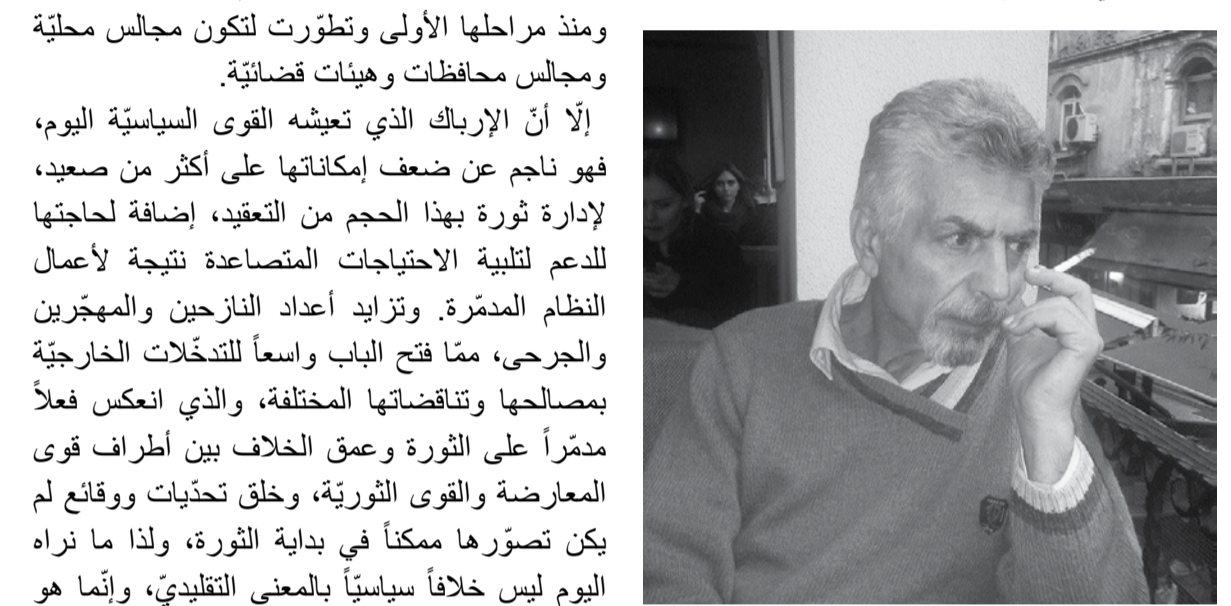 ومنذ مراحلها الأولى وتطوّرت لتكون مجالس محليّة
ومجالس محافظات وهيئات قضائيّة.
إلّا أنّ الإرباك الذي تعيشه القوى السياسيّة اليوم،
فهو ناجم عن ضعف إمكاناتها على أكثر من صعيد،
لإدارة ثورة بهذا الحجم من التعقيد، إضافة لحاجتها
للدعم لتلبية الاحتياجات المتصاعدة نتيجة لأعمال
النظام المدمّرة. وتزايد أعداد النازحين والمهجّرين
والجرحى، ممّا فتح الباب واسعاً للتدخّلات الخارجيّة
بمصالحها وتناقضاتها المختلفة، والذي انعكس فعلاً
مدمّراً على الثورة وعمق الخلاف بين أطراف قوى
المعارضة والقوى الثوريّة، وخلق تحدّيات ووقائع لم
يكن تصوّرها ممكناً في بداية الثورة، ولذا ما نراه
اليوم ليس خلافاً سياسيّاً بالمعنى التقليديّ، وإنّما هو